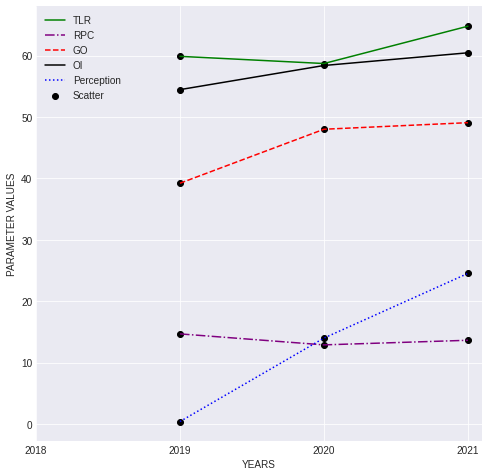 TLR
RPC
GO
OI
Perception
Scatter
60
50
40
30
20
10
0
PARAMETER VALUES
2018 2019 2020 2021
YEARS